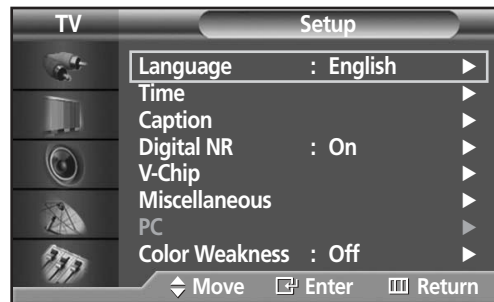 TV Setup
Language : English
Time
Caption
Digital NR : On
V-Chip
Miscellaneous
PC
Color Weakness : Off
Move Enter Return